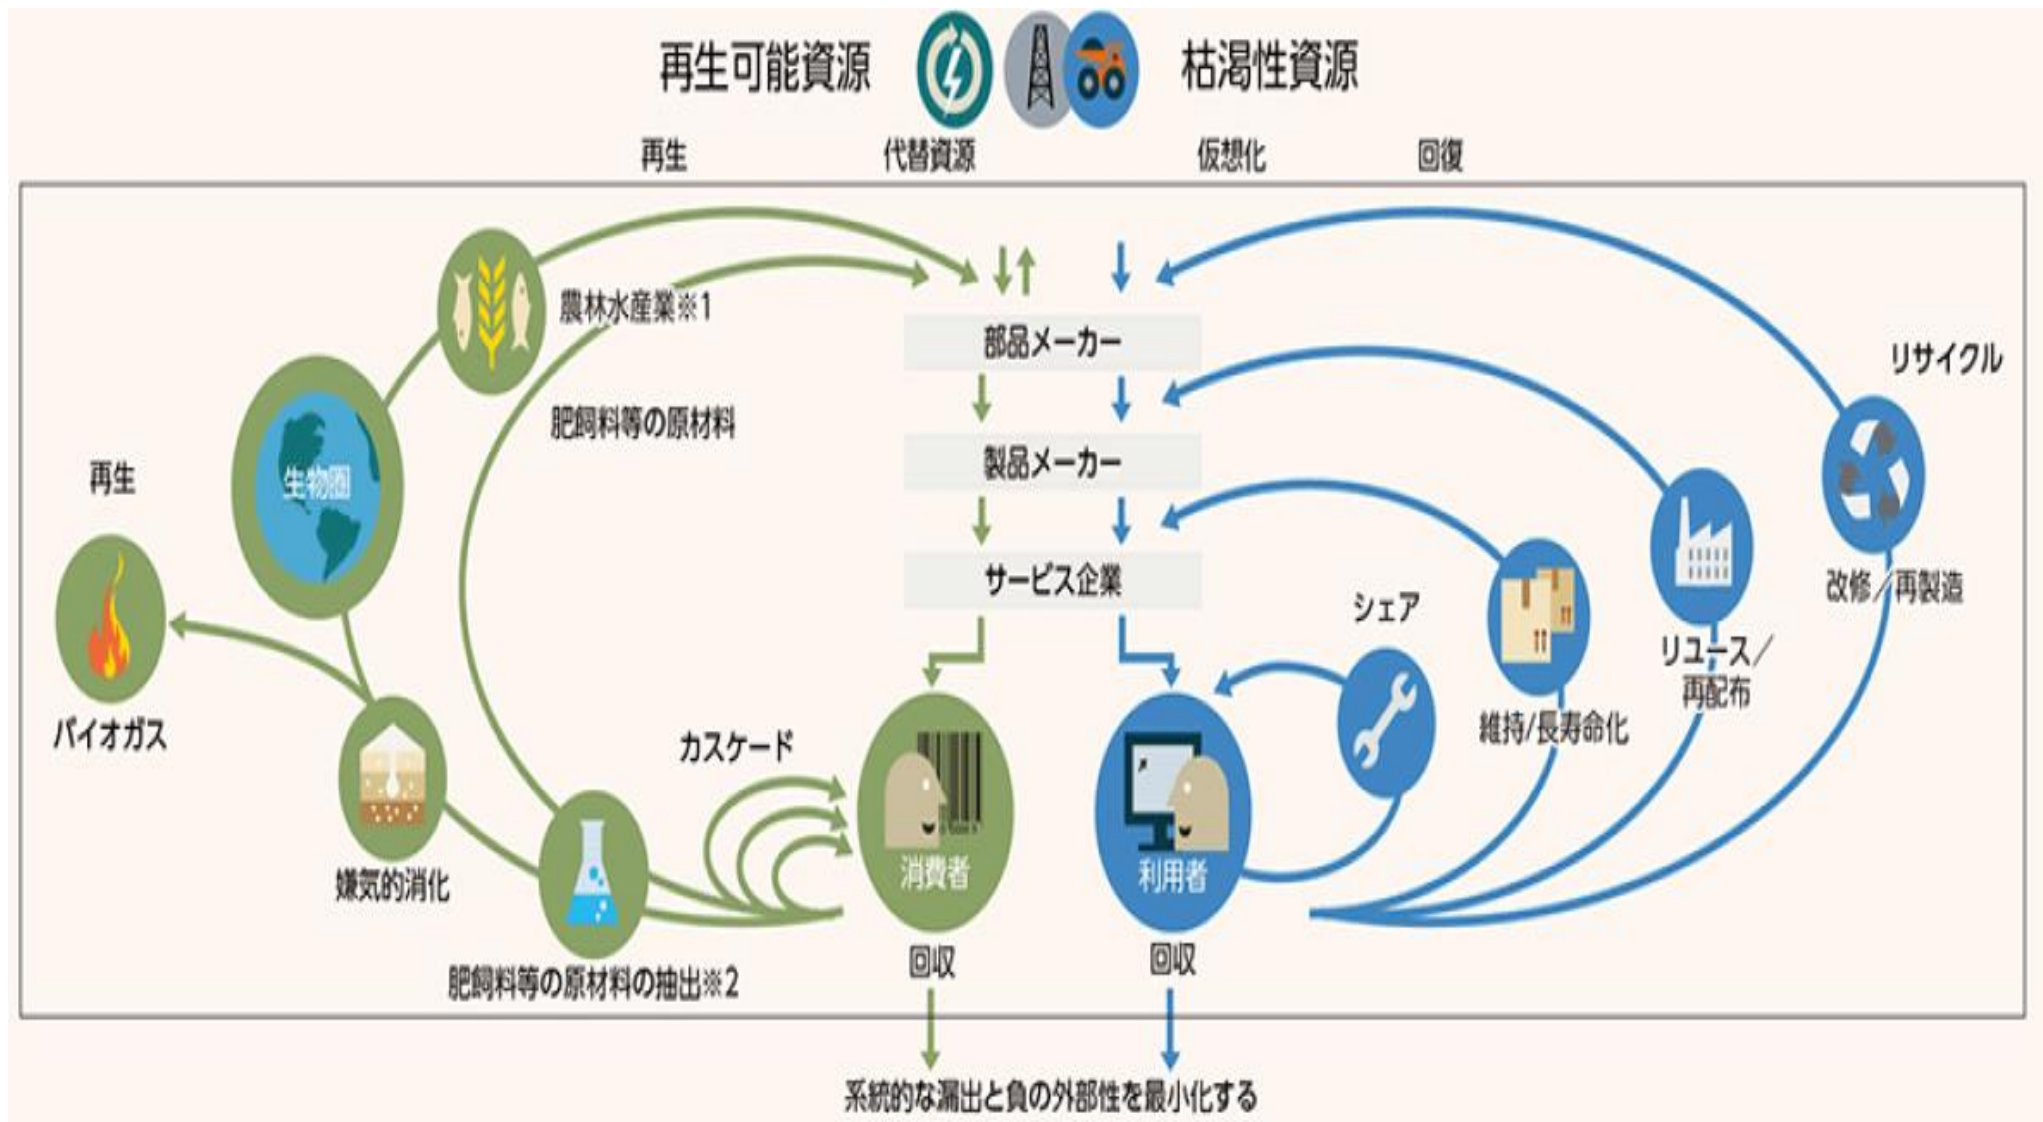 再生可能資源
枯渇性資源
再生
代替資源
仮想化
回復
農林水産業※1
部品メーカー
リサイクル
肥飼料等の原材料
製品メーカー
再生
生物圏
サービス企業
改修／再製造
シェア
リユース／
再配布
バイオガス
カスケード
維持/長寿命化
消費者
利用者
嫌気的消化
回収
回収
肥飼料等の原材料の抽出※2
系統的な漏出と負の外部性を最小化する